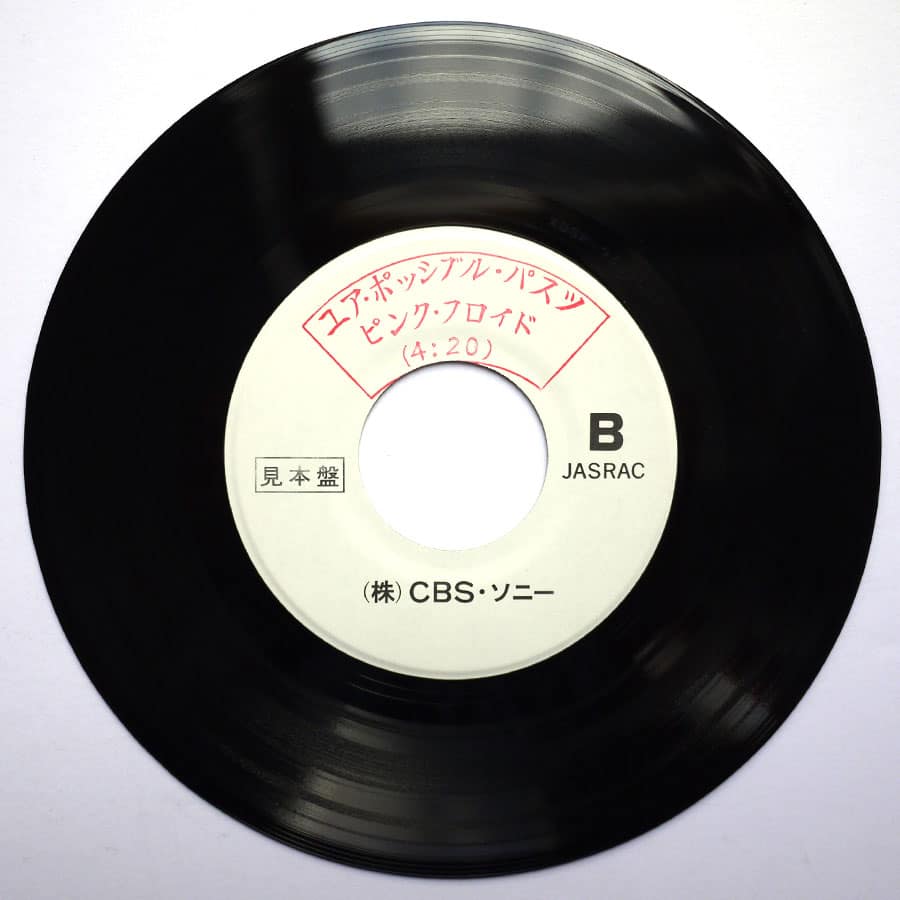 ユア・ポッシブル・パスツ
ピンク・フロイド
(4:20)
B
JASRAC
見本盤
(株)CBS・ソニー